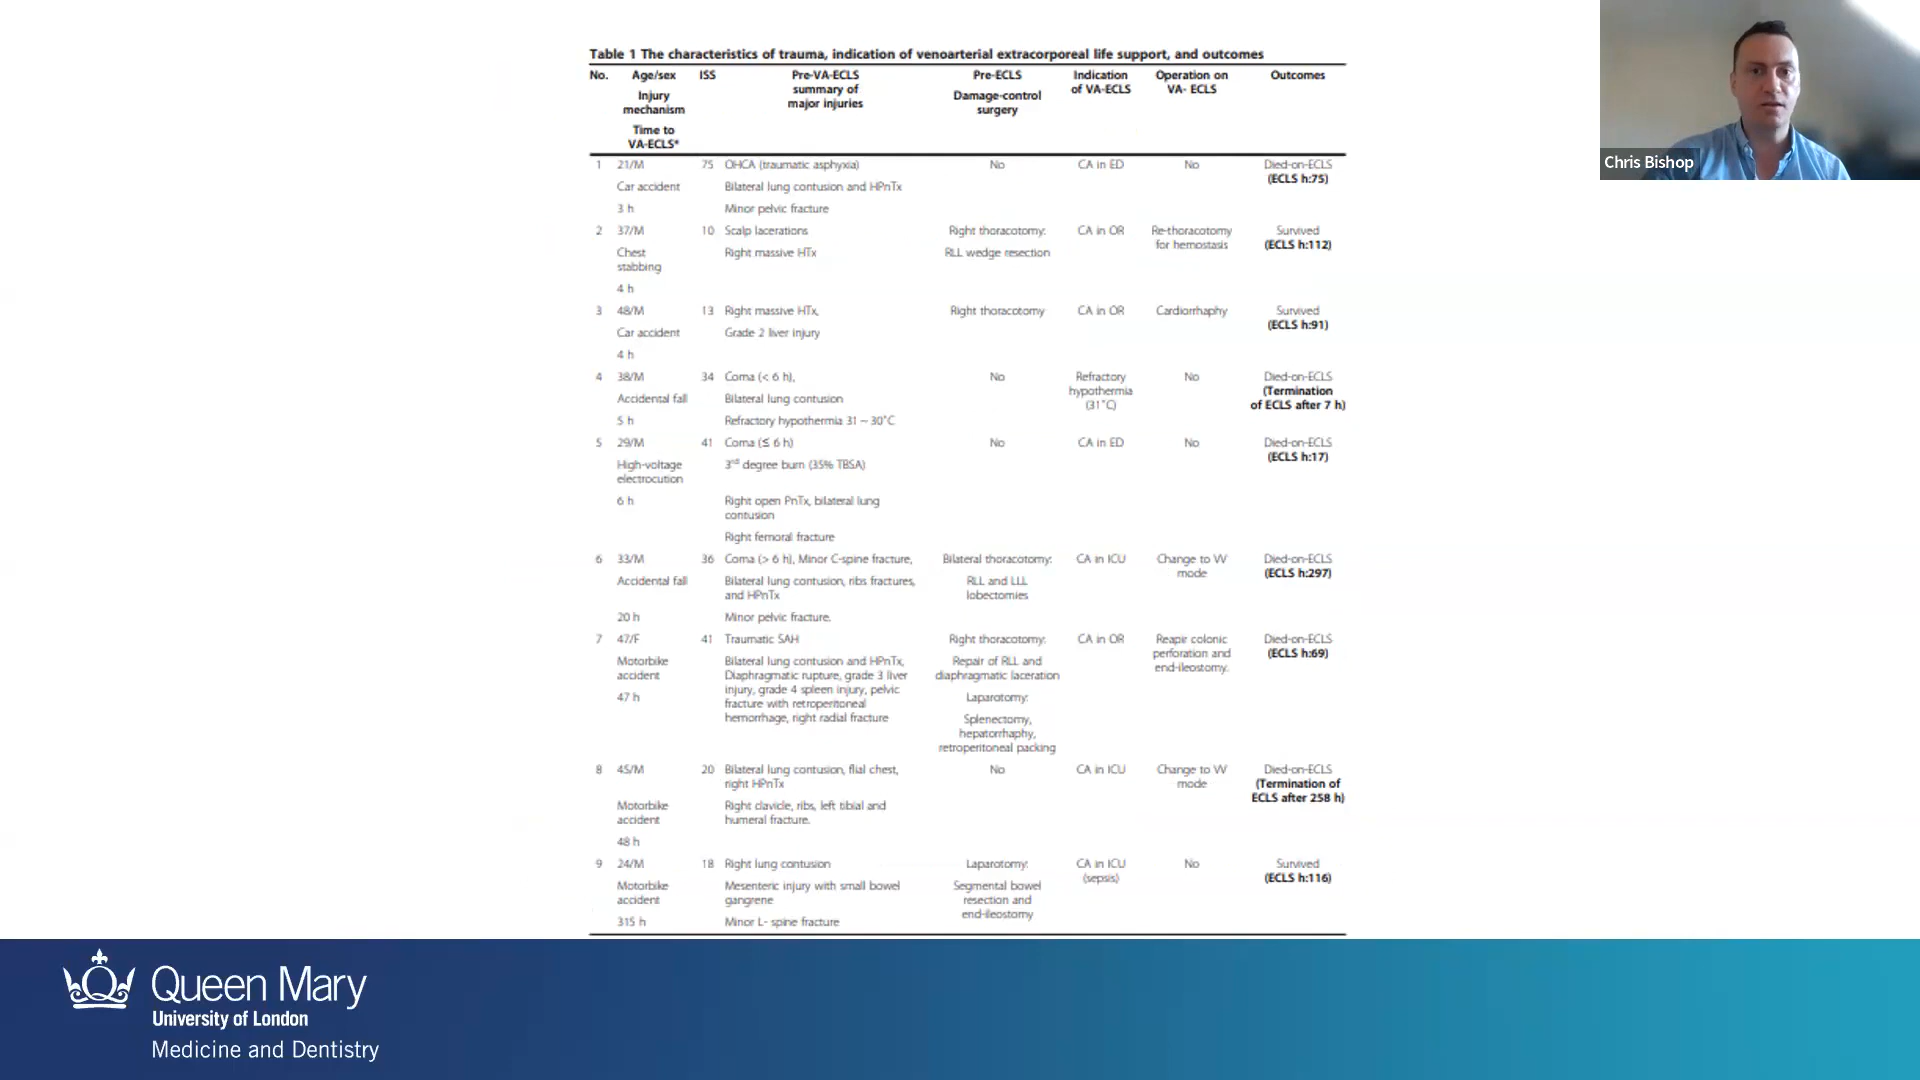 Table 1 The characteristics of trauma, indication of venoarterial extracorporeal life support, and outcomes
No. Age/sex ISS Pre-VA-ECLS Pre-ECLS Indication Operation on Outcomes
summary of of VA-ECLS VA- ECLS
Injury major injuries Damage-control
mechanism surgery
Time to
VA-ECLS*
1 21/M 75 OHCA (traumatic asphyxia) No CA in ED No Died-on-ECLS
(ECLS h:75)
Car accident Bilateral lung contusion and HPnTx
3 h Minor pelvic fracture
2 37/M 10 Scalp lacerations Right thoracotomy: CA in OR Re-thoracotomy Survived
for hemostasis (ECLS h:112)
Chest Right massive HTx RLL wedge resection
stabbing
4 h
3 48/M 13 Right massive HTx, Right thoracotomy CA in OR Cardiorrhaphy Survived
(ECLS h:91)
Car accident Grade 2 liver injury
4 h
4 38/M 34 Coma (< 6 h), No Refractory No Died-on-ECLS
hypothermia (Termination
Accidental fall Bilateral lung contusion (31˚C) of ECLS after 7 h)
5 h Refractory hypothermia 31 ~ 30˚C
5 29/M 41 Coma (≤ 6 h) No CA in ED No Died-on-ECLS
(ECLS h:17)
High-voltage 3rd degree burn (35% TBSA)
electrocution
6 h Right open PnTx, bilateral lung
contusion
Right femoral fracture
6 33/M 36 Coma (> 6 h), Minor C-spine fracture, Bilateral thoracotomy: CA in ICU Change to VV Died-on-ECLS
mode (ECLS h:297)
Accidental fall Bilateral lung contusion, ribs fractures, RLL and LLL
and HPnTx lobectomies
20 h Minor pelvic fracture.
7 47/F 41 Traumatic SAH Right thoracotomy: CA in OR Reapir colonic Died-on-ECLS
perforation and (ECLS h:69)
Motorbike Bilateral lung contusion and HPnTx, Repair of RLL and end-ileostomy.
accident Diaphragmatic rupture, grade 3 liver diaphragmatic laceration
injury, grade 4 spleen injury, pelvic
47 h fracture with retroperitoneal Laparotomy:
hemorrhage, right radial fracture Splenectomy,
hepatorrhaphy,
retroperitoneal packing
8 45/M 20 Bilateral lung contusion, flial chest, No CA in ICU Change to VV Died-on-ECLS
right HPnTx mode (Termination of
ECLS after 258 h)
Motorbike Right clavicle, ribs, left tibial and
accident humeral fracture.
48 h
9 24/M 18 Right lung contusion Laparotomy: CA in ICU No Survived
(sepsis) (ECLS h:116)
Motorbike Mesenteric injury with small bowel Segmental bowel
accident gangrene resection and
end-ileostomy
315 h Minor L- spine fracture
Chris Bishop
Queen Mary
University of London
Medicine and Dentistry